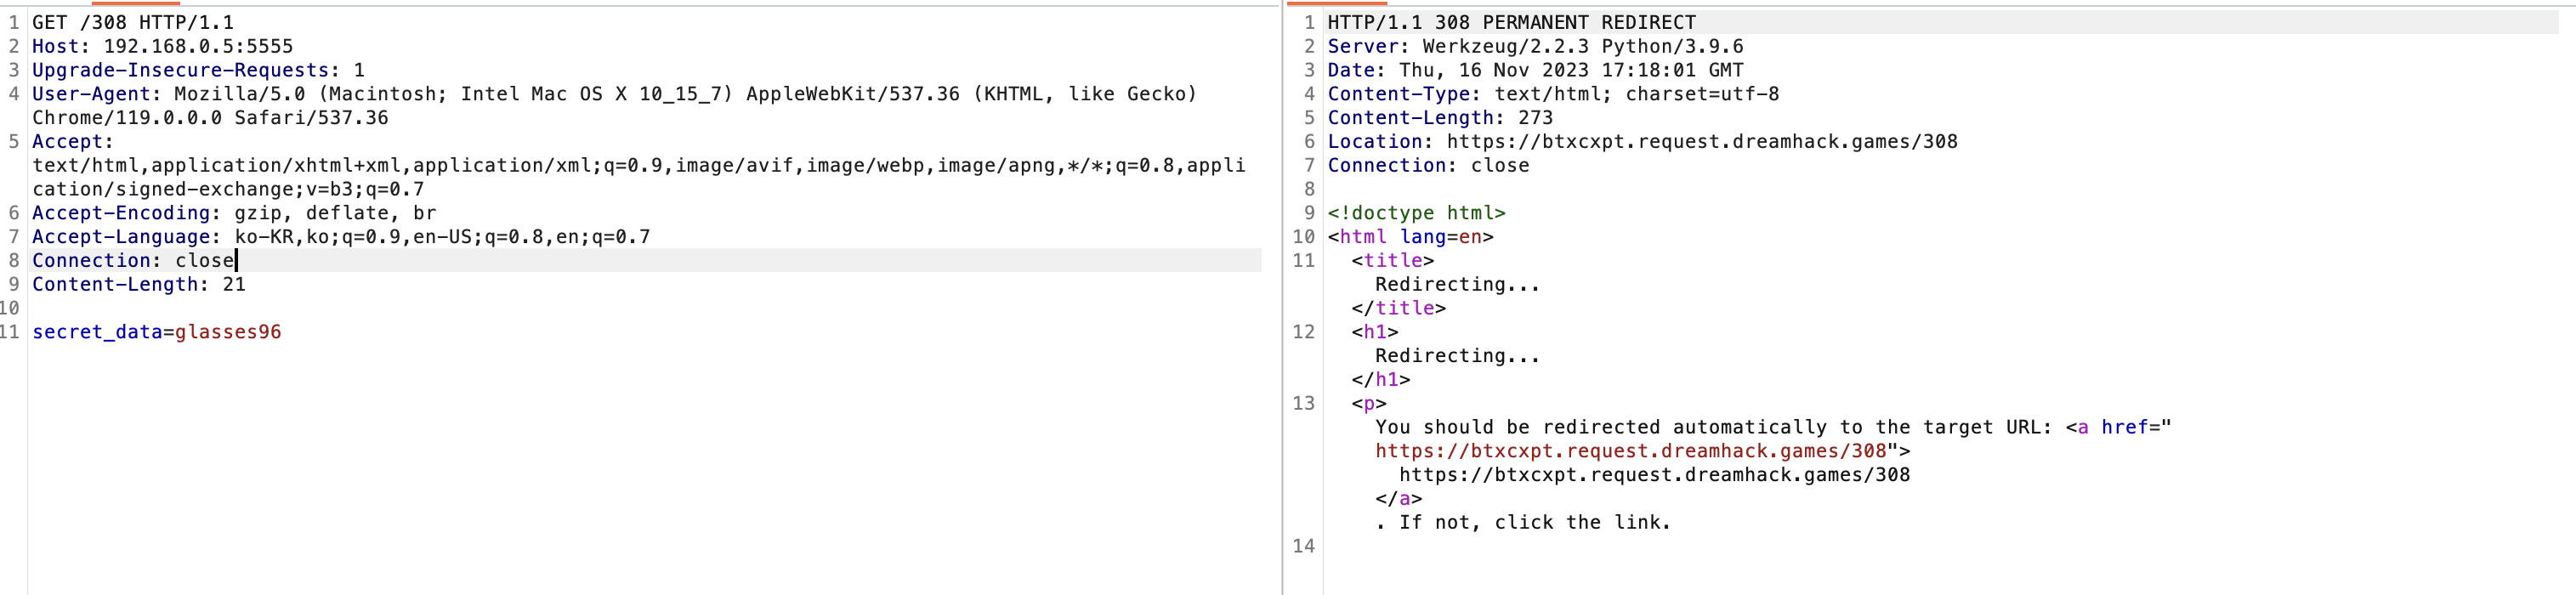 1 GET /308 HTTP/1.1
2 Host: 192.168.0.5:5555
3 Upgrade-Insecure-Requests: 1
4 User-Agent: Mozilla/5.0 (Macintosh; Intel Mac OS X 10_15_7) AppleWebKit/537.36 (KHTML, like Gecko)
Chrome/119.0.0.0 Safari/537.36
5 Accept:
text/html,application/xhtml+xml,application/xml;q=0.9,image/avif,image/webp,image/apng,*/*;q=0.8,appli
cation/signed-exchange;v=b3;q=0.7
6 Accept-Encoding: gzip, deflate, br
7 Accept-Language: ko-KR,ko;q=0.9,en-US;q=0.8,en;q=0.7
8 Connection: close
9 Content-Length: 21
10
11 secret_data=glasses96
1 HTTP/1.1 308 PERMANENT REDIRECT
2 Server: Werkzeug/2.2.3 Python/3.9.6
3 Date: Thu, 16 Nov 2023 17:18:01 GMT
4 Content-Type: text/html; charset=utf-8
5 Content-Length: 273
6 Location: https://btxcxpt.request.dreamhack.games/308
7 Connection: close
8
9 <!doctype html>
10 <html lang=en>
11 <title>
Redirecting...
</title>
12 <h1>
Redirecting...
</h1>
13 <p>
You should be redirected automatically to the target URL: <a href="
https://btxcxpt.request.dreamhack.games/308">
https://btxcxpt.request.dreamhack.games/308
</a>
. If not, click the link.
14